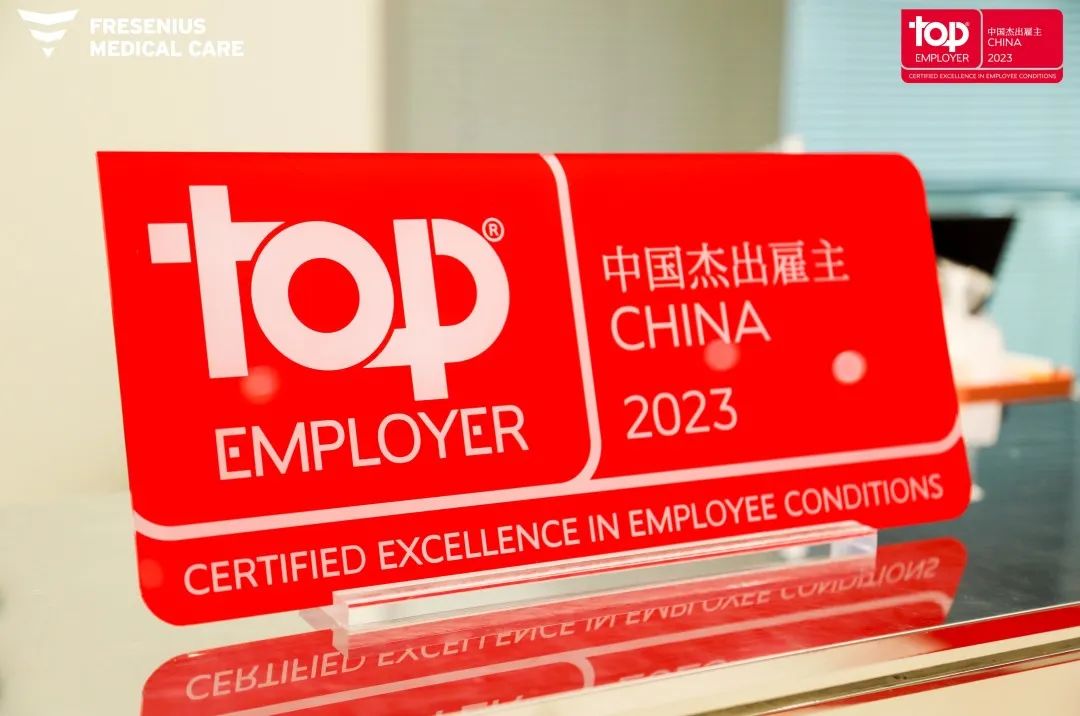 FRESENIUS
MEDICAL CARE
top
EMPLOYER
中国杰出雇主
CHINA
2023
CERTIFIED EXCELLENCE IN EMPLOYEE CONDITIONS
top®
EMPLOYER
中国杰出雇主
CHINA
2023
CERTIFIED EXCELLENCE IN EMPLOYEE CONDITIONS